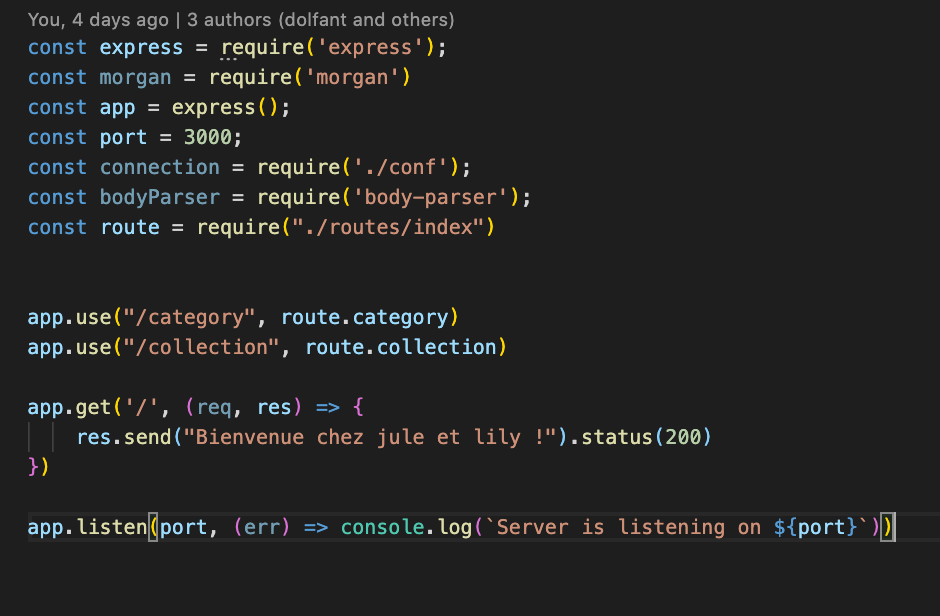 You, 4 days ago | 3 authors (dolfant and others)
const express = require('express');
const morgan = require('morgan')
const app = express();
const port = 3000;
const connection = require('./conf');
const bodyParser = require('body-parser');
const route = require("./routes/index")
app.use("/category", route.category)
app.use("/collection", route.collection)
app.get('/', (req, res) => {
    res.send("Bienvenue chez jule et lily !").status(200)
})
app.listen(port, (err) => console.log(`Server is listening on ${port}`))